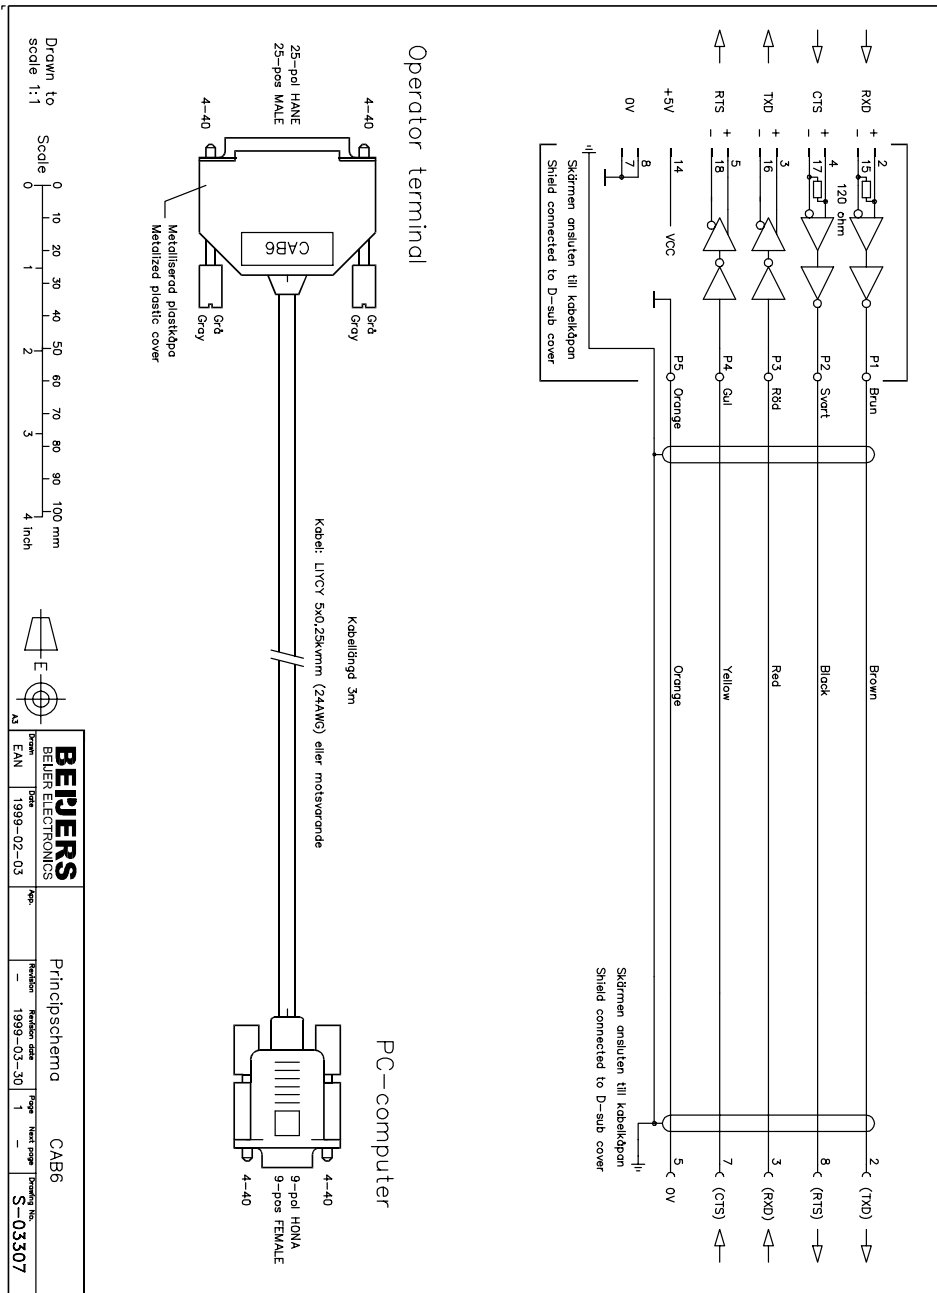 RXD + 2
- 15
CTS + 4
- 17
120 ohm
TXD + 3
- 16
RTS + 5
- 18
+5V 14 VCC
0V 8
7
P1 Brun Brown 2 (TXD)
P2 Svart Black 8 (RTS)
P3 Röd Red 3 (RXD)
P4 Gul Yellow 7 (CTS)
P5 Orange Orange 5 0V
Skärmen ansluten till kabelkåpan
Shield connected to D-sub cover
Skärmen ansluten till kabelkåpan
Shield connected to D-sub cover
Operator terminal
PC-computer
25-pol HANE
25-pos MALE
4-40
4-40
CAB6
Grå
Gray
Grå
Gray
Metalliserad plastkåpa
Metalized plastic cover
Kabellängd 3m
Kabel: LIYCY 5x0,25kvmm (24AWG) eller motsvarande
4-40
4-40
9-pol HONA
9-pos FEMALE
Drawn to
scale 1:1
Scale
0 10 20 30 40 50 60 70 80 90 100 mm
0 1 2 3 4 inch
E
A3
BEIJERS
BEIJER ELECTRONICS
Principschema CAB6
Drawn Date App. Revision Revision date Page Next page Drawing No.
EAN 1999-02-03 - 1999-03-30 1 - S-03307